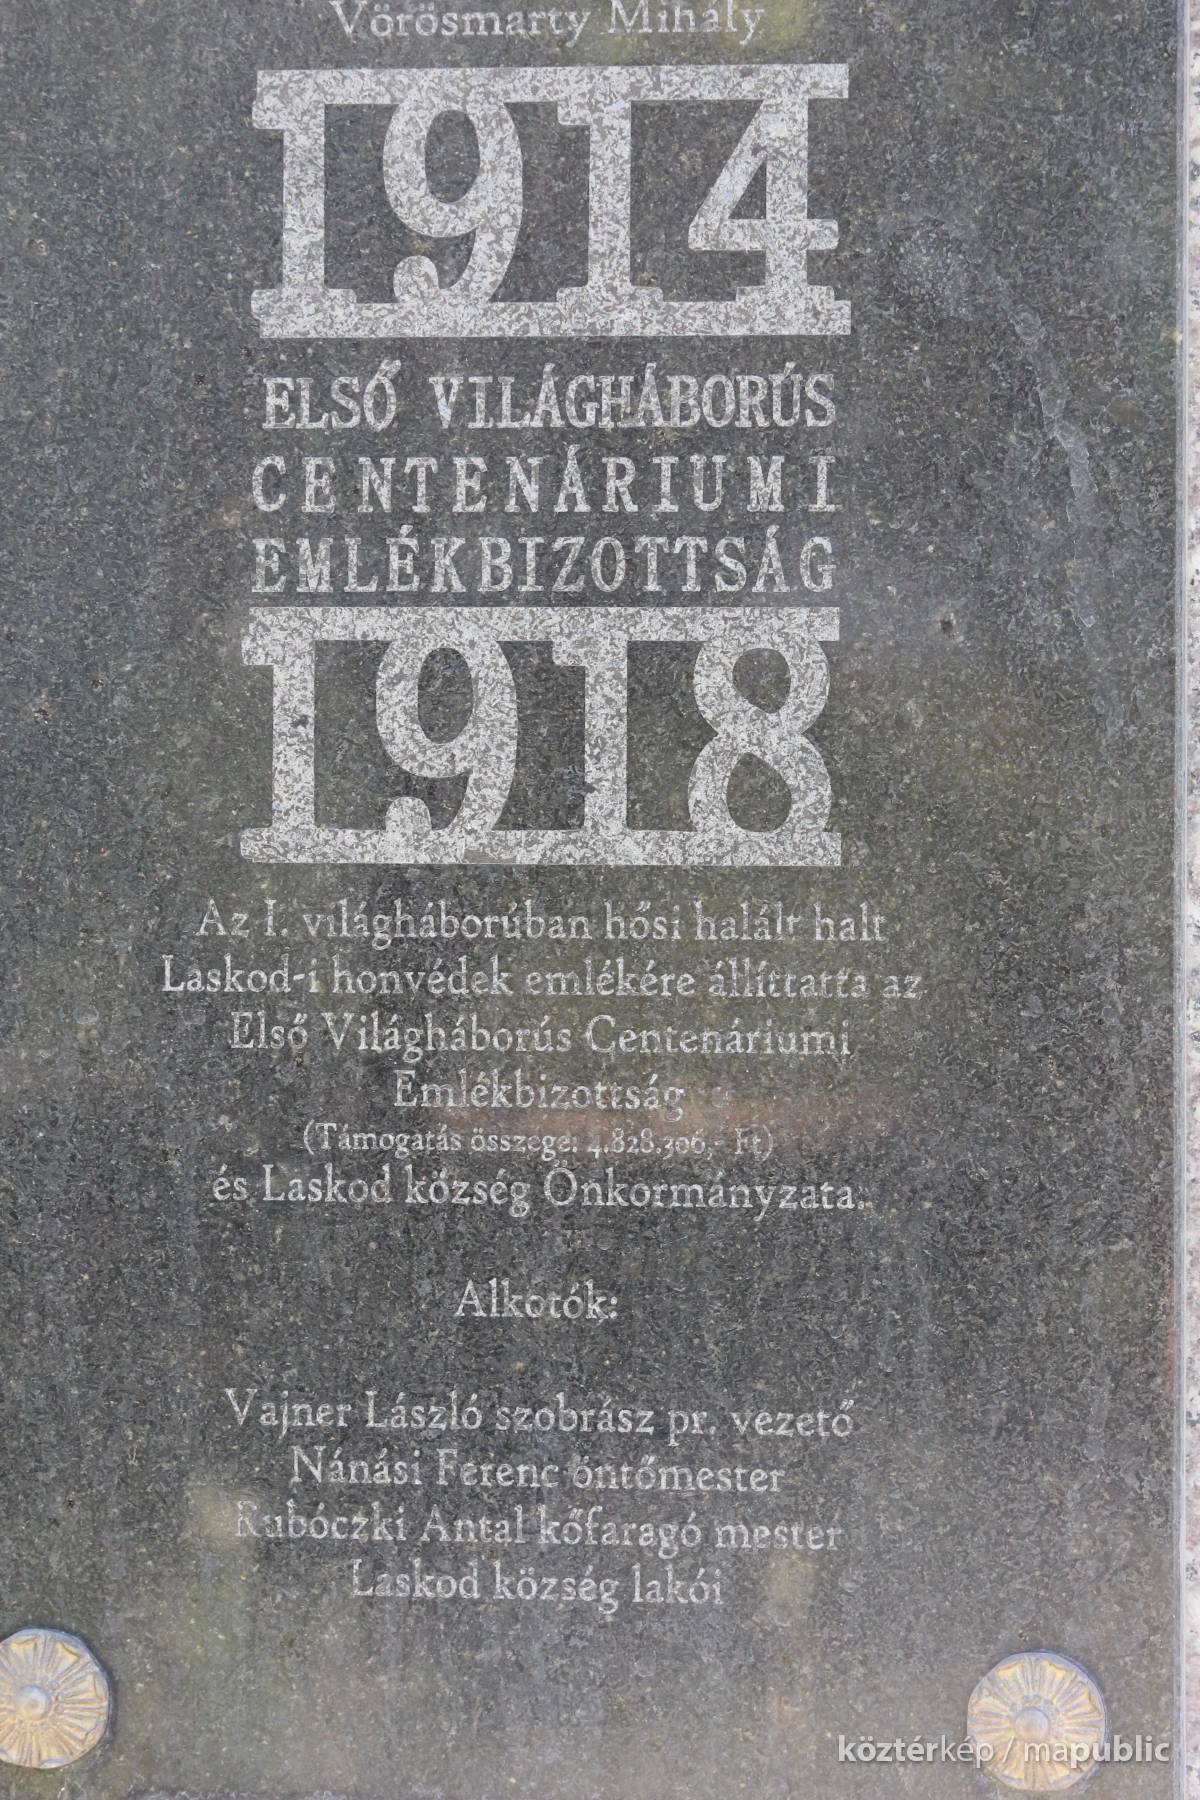 Vörösmarty Mihály
1914
ELSŐ VILÁGHÁBORÚS
CENTENÁRIUMI
EMLÉKBIZOTTSÁG
1918
Az I. világháborúban hősi halált halt
Laskod-i honvédek emlékére állíttatta az
Első Világháborús Centenáriumi
Emlékbizottság
(Támogatás összege: 4.828.306,- Ft)
és Laskod község Önkormányzata.
Alkotók:
Vajner László szobrász pr. vezető
Nánási Ferenc öntőmester
Rubóczki Antal kőfaragó mester
Laskod község lakói
köztérkép / mapublic